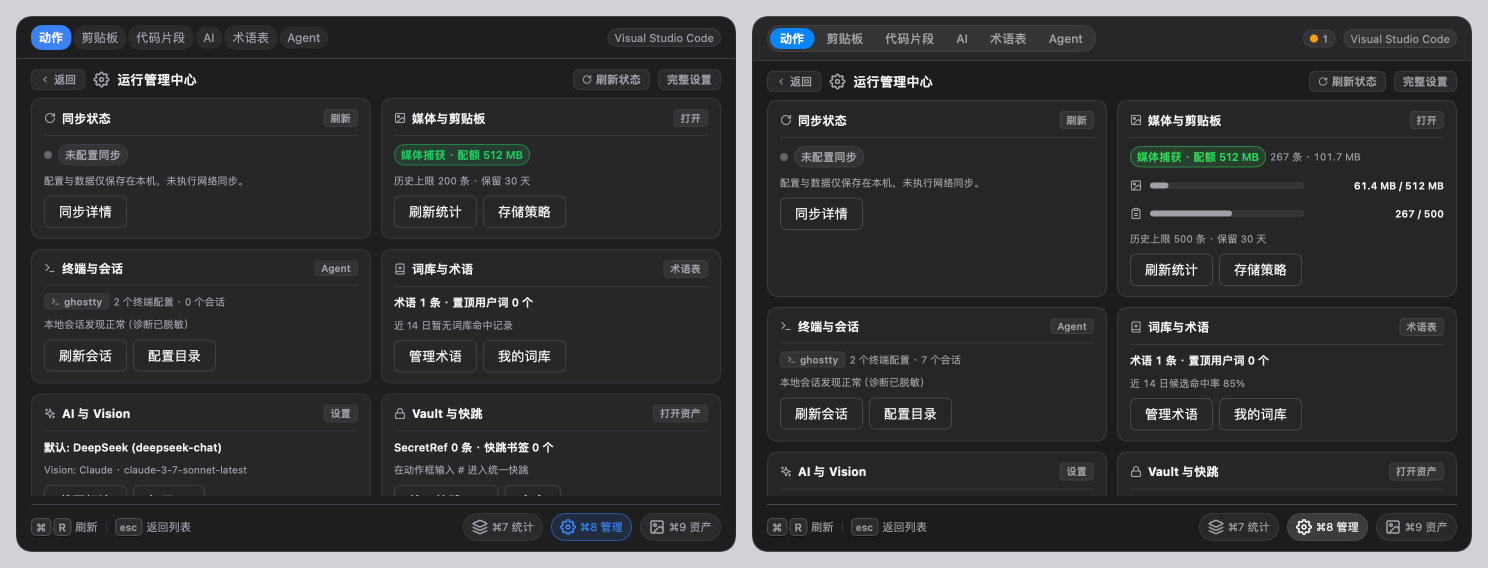 动作 剪贴板 代码片段 AI 术语表 Agent Visual Studio Code
返回 运行管理中心 刷新状态 完整设置
同步状态 刷新
未配置同步
配置与数据仅保存在本机，未执行网络同步。
同步详情
媒体与剪贴板 打开
媒体捕获 · 配额 512 MB
历史上限 200 条 · 保留 30 天
刷新统计 存储策略
终端与会话 Agent
ghostty 2 个终端配置 · 0 个会话
本地会话发现正常 (诊断已脱敏)
刷新会话 配置目录
词库与术语 术语表
术语 1 条 · 置顶用户词 0 个
近 14 日暂无词库命中记录
管理术语 我的词库
AI 与 Vision 设置
默认: DeepSeek (deepseek-chat)
Vision: Claude · claude-3-7-sonnet-latest
Vault 与快跳 打开资产
SecretRef 0 条 · 快跳书签 0 个
在动作框输入 # 进入统一快跳
⌘ R 刷新 esc 返回列表 ⌘7 统计 ⌘8 管理 ⌘9 资产
动作 剪贴板 代码片段 AI 术语表 Agent 1 Visual Studio Code
返回 运行管理中心 刷新状态 完整设置
同步状态 刷新
未配置同步
配置与数据仅保存在本机，未执行网络同步。
同步详情
媒体与剪贴板 打开
媒体捕获 · 配额 512 MB 267 条 · 101.7 MB
61.4 MB / 512 MB
267 / 500
历史上限 500 条 · 保留 30 天
刷新统计 存储策略
终端与会话 Agent
ghostty 2 个终端配置 · 7 个会话
本地会话发现正常 (诊断已脱敏)
刷新会话 配置目录
词库与术语 术语表
术语 1 条 · 置顶用户词 0 个
近 14 日候选命中率 85%
管理术语 我的词库
AI 与 Vision 设置
Vault 与快跳 打开资产
⌘ R 刷新 esc 返回列表 ⌘7 统计 ⌘8 管理 ⌘9 资产